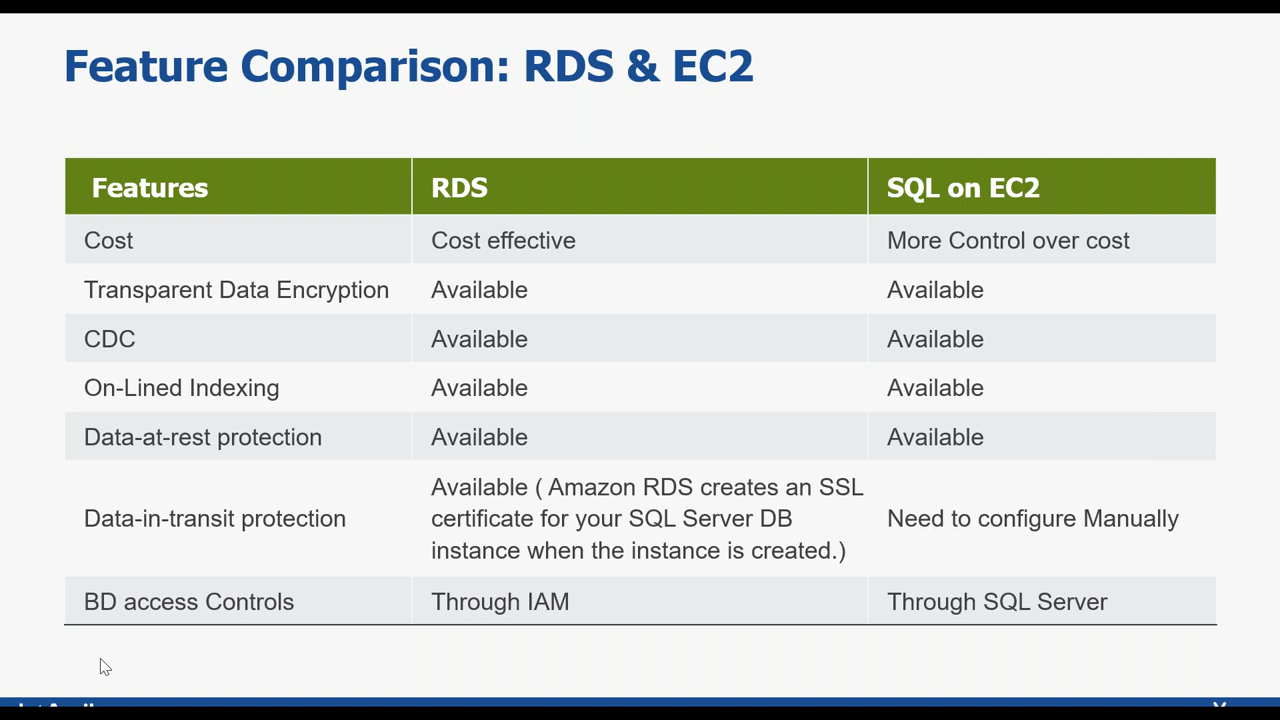 Feature Comparison: RDS & EC2
Features RDS SQL on EC2
Cost Cost effective More Control over cost
Transparent Data Encryption Available Available
CDC Available Available
On-Lined Indexing Available Available
Data-at-rest protection Available Available
Data-in-transit protection
Available ( Amazon RDS creates an SSL
certificate for your SQL Server DB
instance when the instance is created.)
Need to configure Manually
BD access Controls Through IAM Through SQL Server